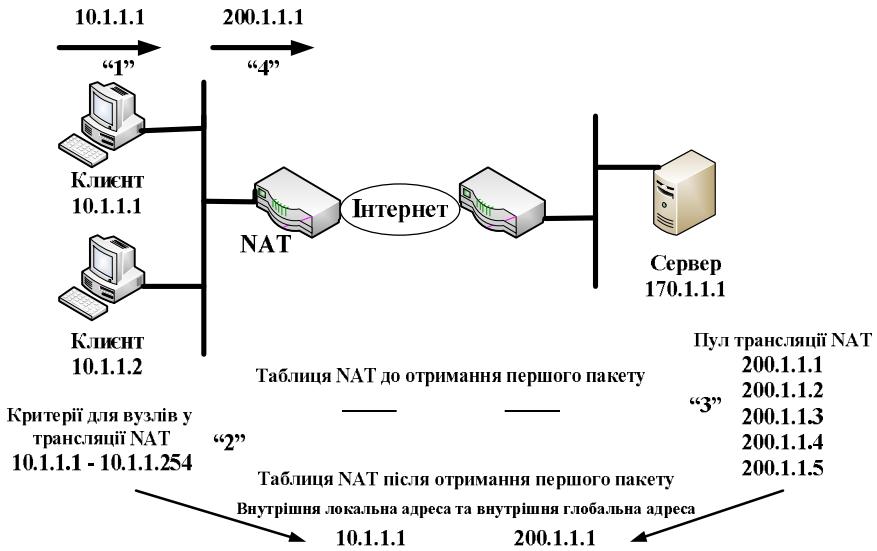 10.1.1.1
200.1.1.1
“1”
“4”
Клиєнт
10.1.1.1
NAT
Інтернет
Сервер
170.1.1.1
Клиєнт
10.1.1.2
Пул трансляції NAT
200.1.1.1
200.1.1.2
200.1.1.3
200.1.1.4
200.1.1.5
Таблиця NAT до отримання першого пакету
“3”
Критерії для вузлів у
трансляції NAT
10.1.1.1 - 10.1.1.254
“2”
Таблиця NAT після отримання першого пакету
Внутрішня локальна адреса та внутрішня глобальна адреса
10.1.1.1
200.1.1.1